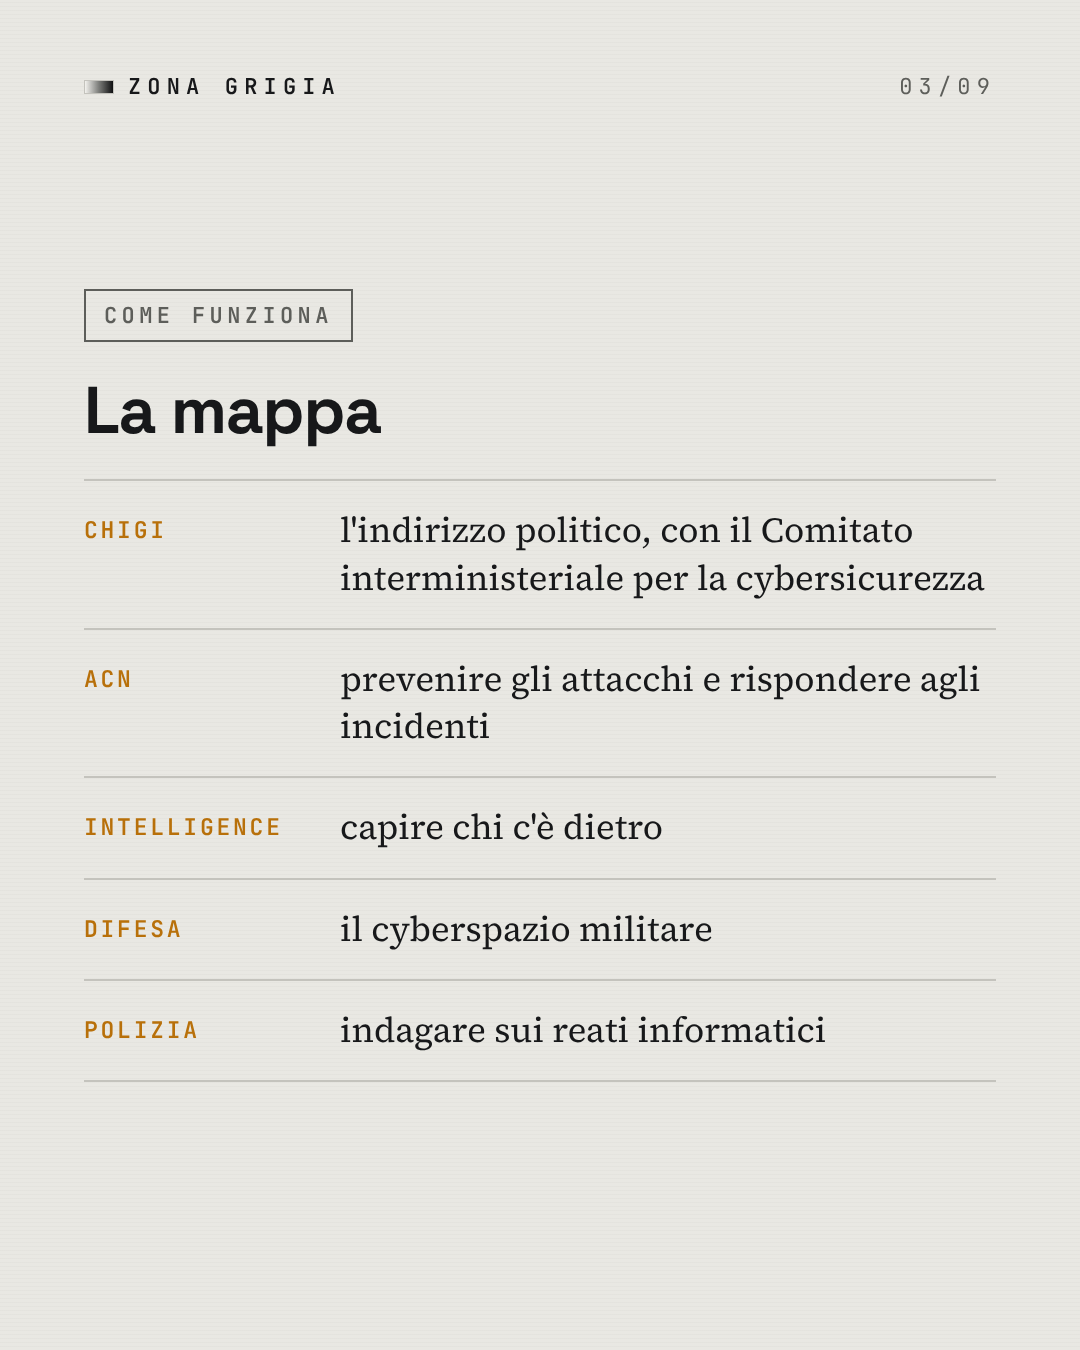 ZONA GRIGIA
03/09
COME FUNZIONA
La mappa
CHIGI
l'indirizzo politico, con il Comitato
interministeriale per la cybersicurezza
ACN
prevenire gli attacchi e rispondere agli
incidenti
INTELLIGENCE
capire chi c'è dietro
DIFESA
il cyberspazio militare
POLIZIA
indagare sui reati informatici